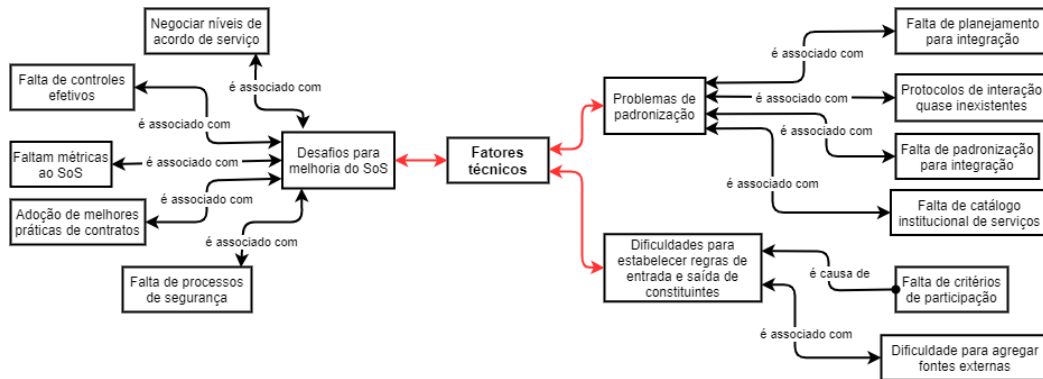 Negociar níveis de
acordo de serviço
é associado com
Falta de controles
efetivos
é associado com
Faltam métricas
ao SoS
é associado com
Adoção de melhores
práticas de contratos
é associado com
Falta de processos
de segurança
é associado com
Desafios para
melhoria do SoS
Fatores
técnicos
Problemas de
padronização
é associado com
Falta de planejamento
para integração
é associado com
Protocolos de interação
quase inexistentes
é associado com
Falta de padronização
para integração
é associado com
Falta de catálogo
institucional de serviços
Dificuldades para
estabelecer regras de
entrada e saída de
constituintes
é causa de
Falta de critérios
de participação
é associado com
Dificuldade para agregar
fontes externas